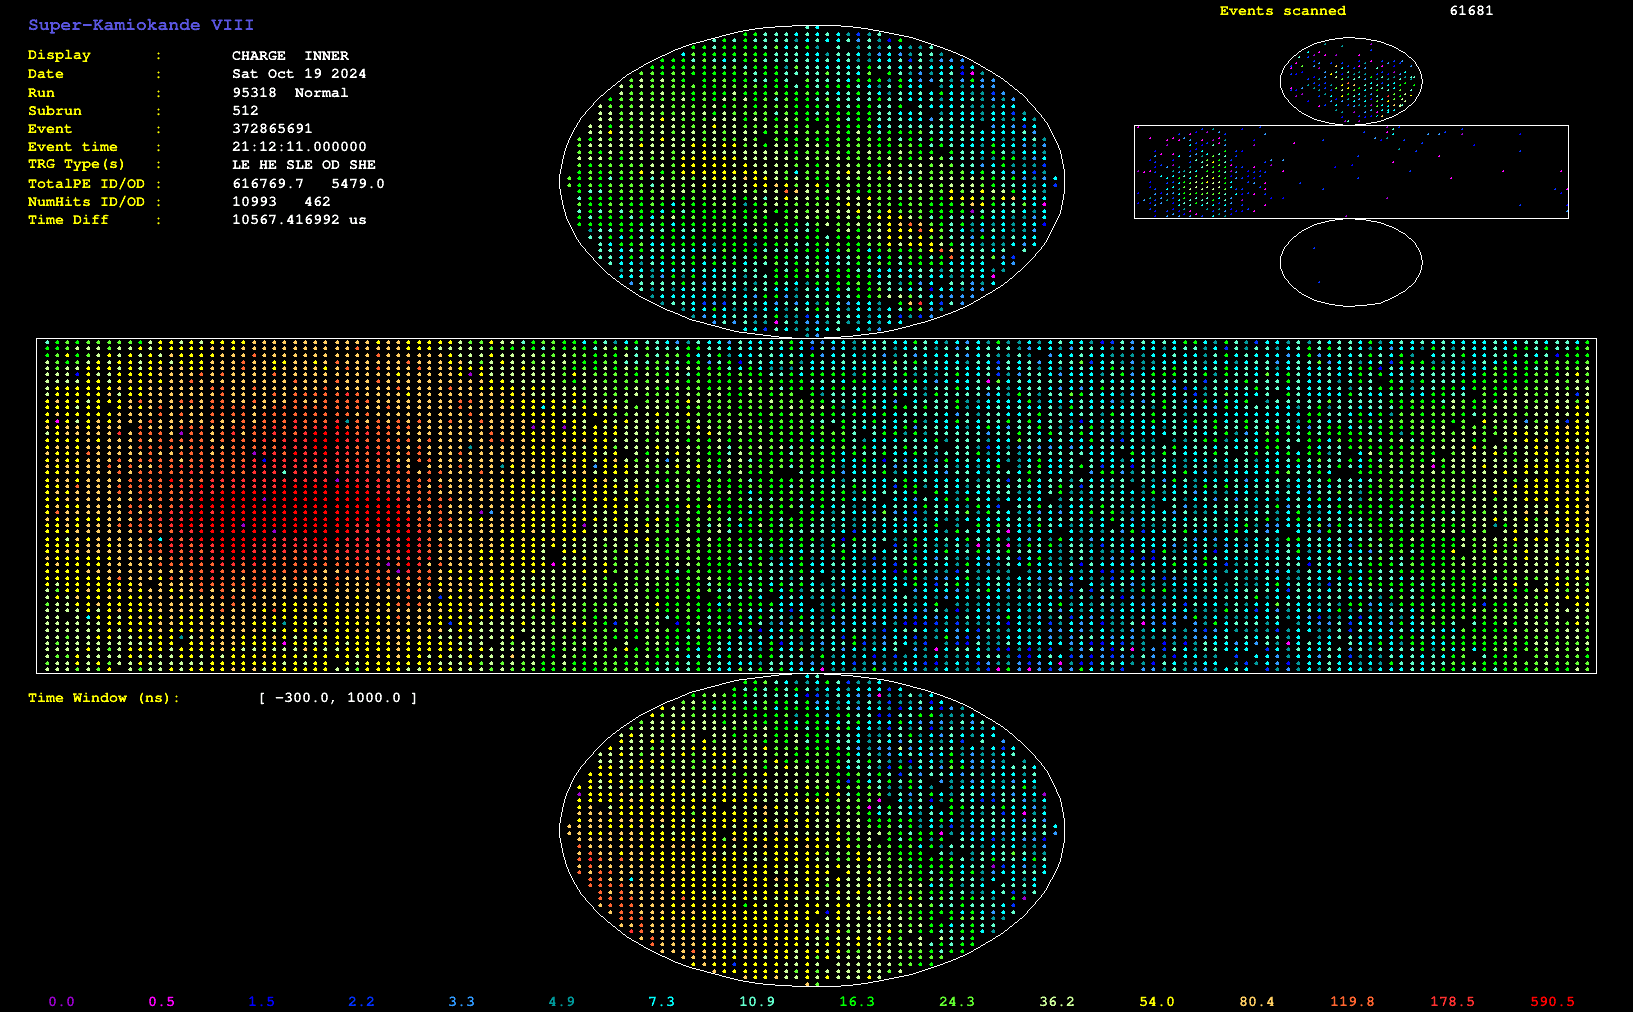 Super-Kamiokande VIII
Events scanned 61681
Display : CHARGE INNER
Date : Sat Oct 19 2024
Run : 95318 Normal
Subrun : 512
Event : 372865691
Event time : 21:12:11.000000
TRG Type(s) : LE HE SLE OD SHE
TotalPE ID/OD : 616769.7 5479.0
NumHits ID/OD : 10993 462
Time Diff : 10567.416992 us
Time Window (ns): [ −300.0, 1000.0 ]
0.0 0.5 1.5 2.2 3.3 4.9 7.3 10.9 16.3 24.3 36.2 54.0 80.4 119.8 178.5 590.5